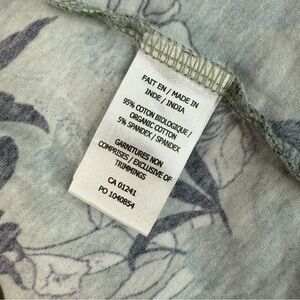 FAIT EN / MADE IN
INDE / INDIA
95% COTON BIOLOGIQUE /
ORGANIC COTTON
5% SPANDEX / SPANDEX
GARNITURES NON
COMPRISES / EXCLUSIVE OF
TRIMMINGS
CA 01241
PO 1040854